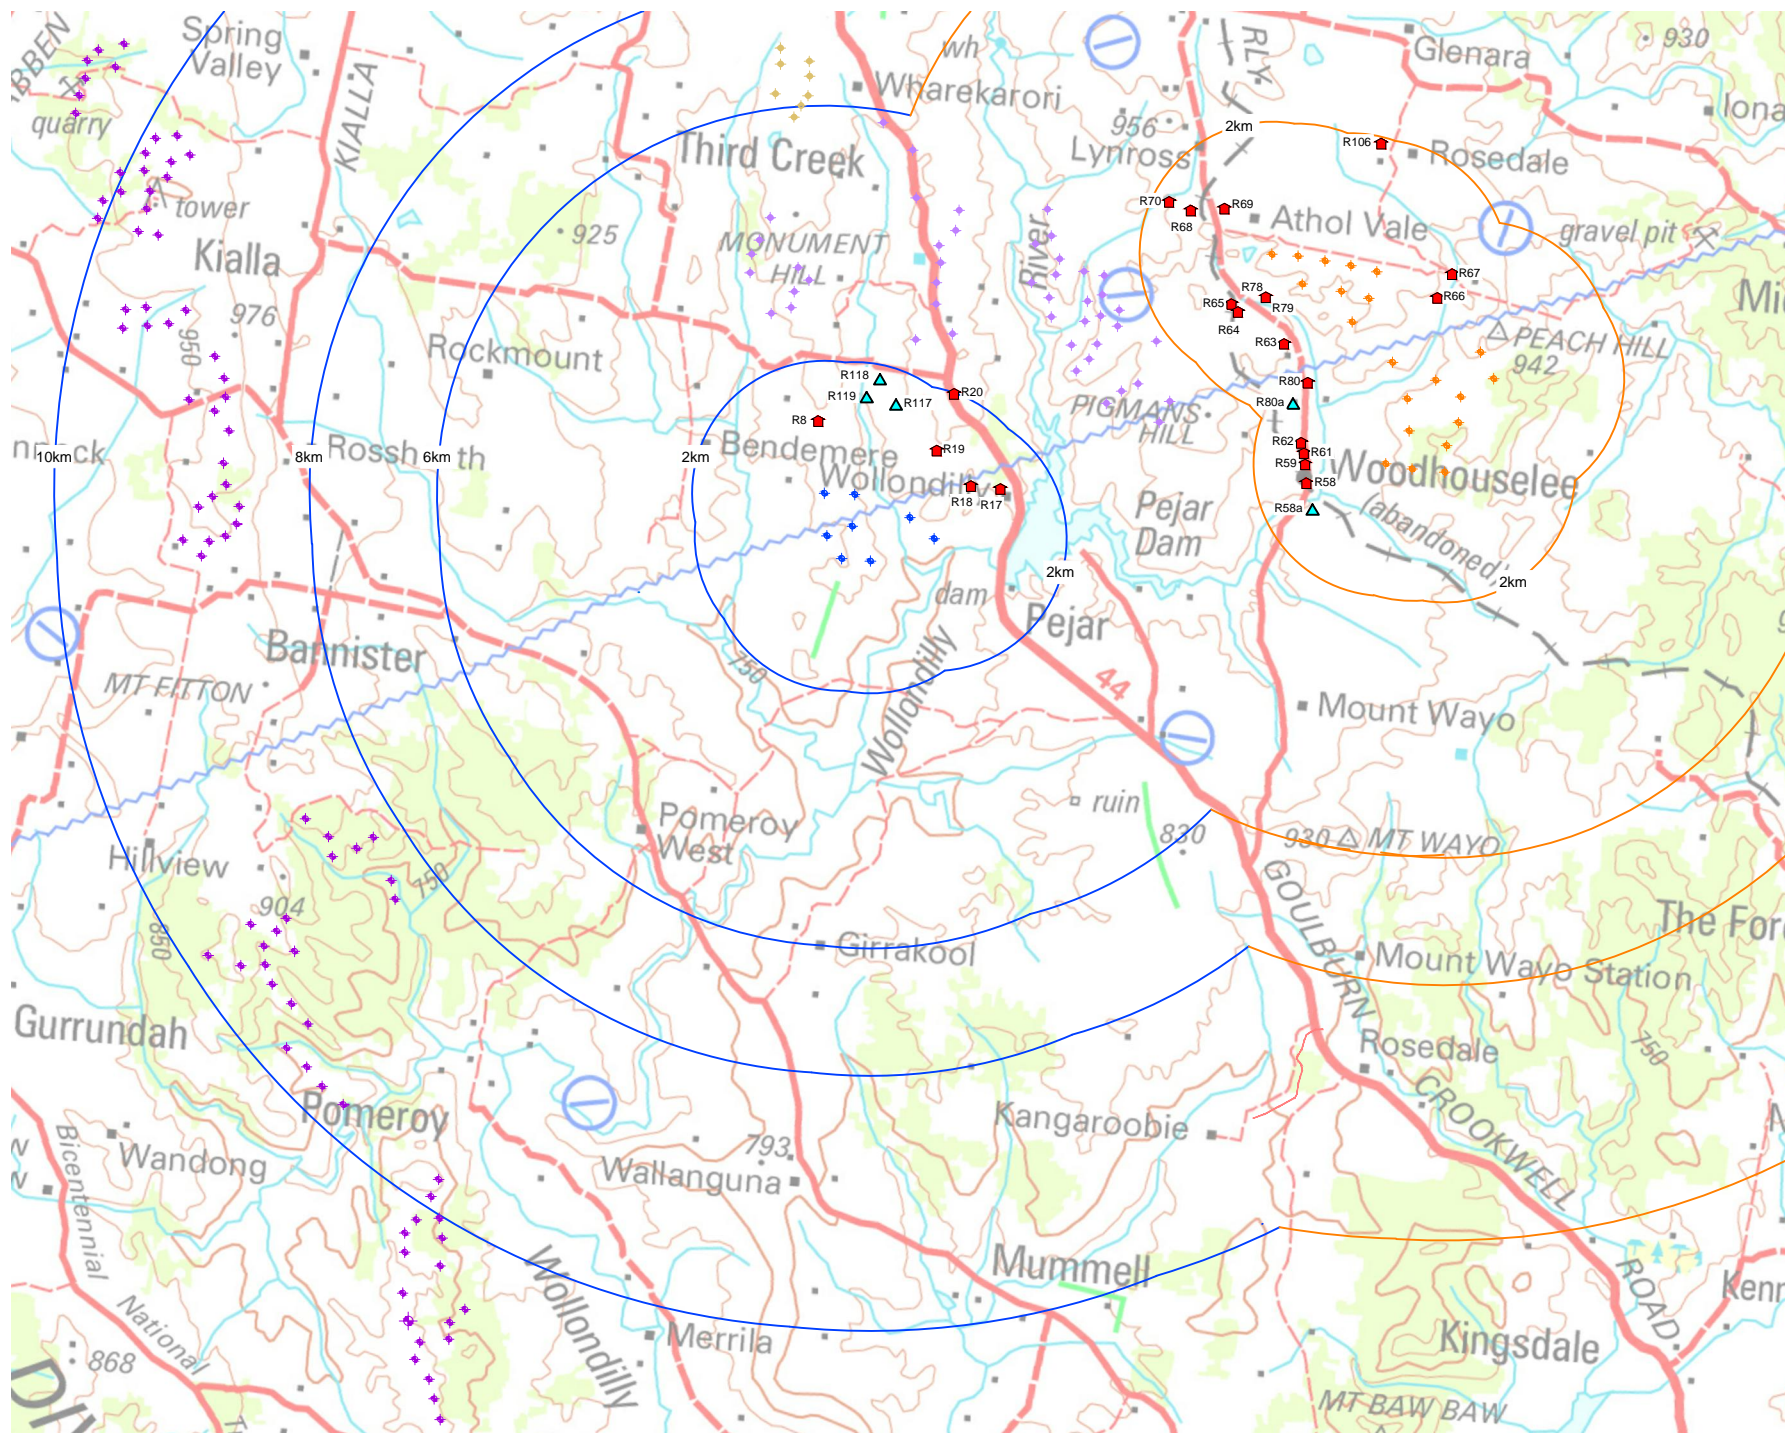 Spring
Valley
KIALLA
quarry
tower
Kialla
976
950
925
Third Creek
MONUMENT
HILL
wh
Wharekarori
RLY
Glenara
930
Iona
956
Lynross
2km
R106
Rosedale
R70
R68
R69
Athol Vale
gravel pit
River
R67
R66
R78
R79
R65
R64
R63
PEACH HILL
942
Rockmount
R118
R119
R117
R20
R8
R19
R80
R80a
PIGMANS
HILL
R62
R61
R59
R58
R58a
Woodhouselee
(abandoned)
10km
8km
6km
2km
Bendemere
Wollondilly
R18
R17
Pejar
Dam
2km
2km
dam
Pejar
Bannister
MT FITTON
750
Wollondilly
44
Mount Wayo
Pomeroy
West
ruin
830
930
MT WAYO
Hillview
750
904
850
Girrakool
GOULBURN
The Fore
Mount Wayo Station
Gurrundah
Rosedale
750
Pomeroy
Kangaroobie
CROOKWELL
Wandong
793
Wallanguna
Bicentennial
National
Wollondilly
Mummell
ROAD
Kenn
Merrila
Kingsdale
868
MT BAW BAW